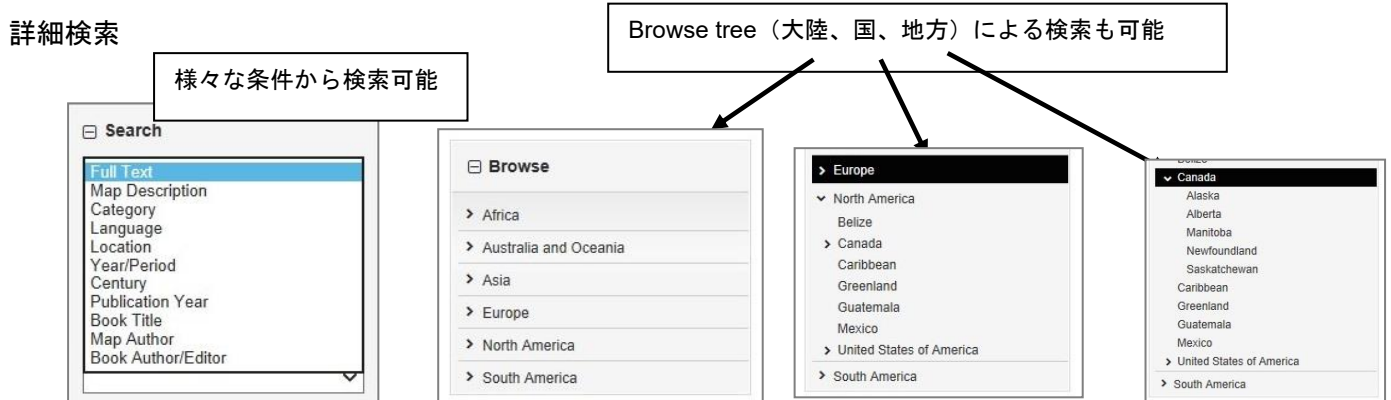 詳細検索
Browse tree（大陸、国、地方）による検索も可能
様々な条件から検索可能
Search
Full Text
Map Description
Category
Language
Location
Year/Period
Century
Publication Year
Book Title
Map Author
Book Author/Editor
Browse
Africa
Australia and Oceania
Asia
Europe
North America
South America
Europe
North America
Belize
Canada
Caribbean
Greenland
Guatemala
Mexico
United States of America
South America
Belize
Canada
Alaska
Alberta
Manitoba
Newfoundland
Saskatchewan
Caribbean
Greenland
Guatemala
Mexico
United States of America
South America